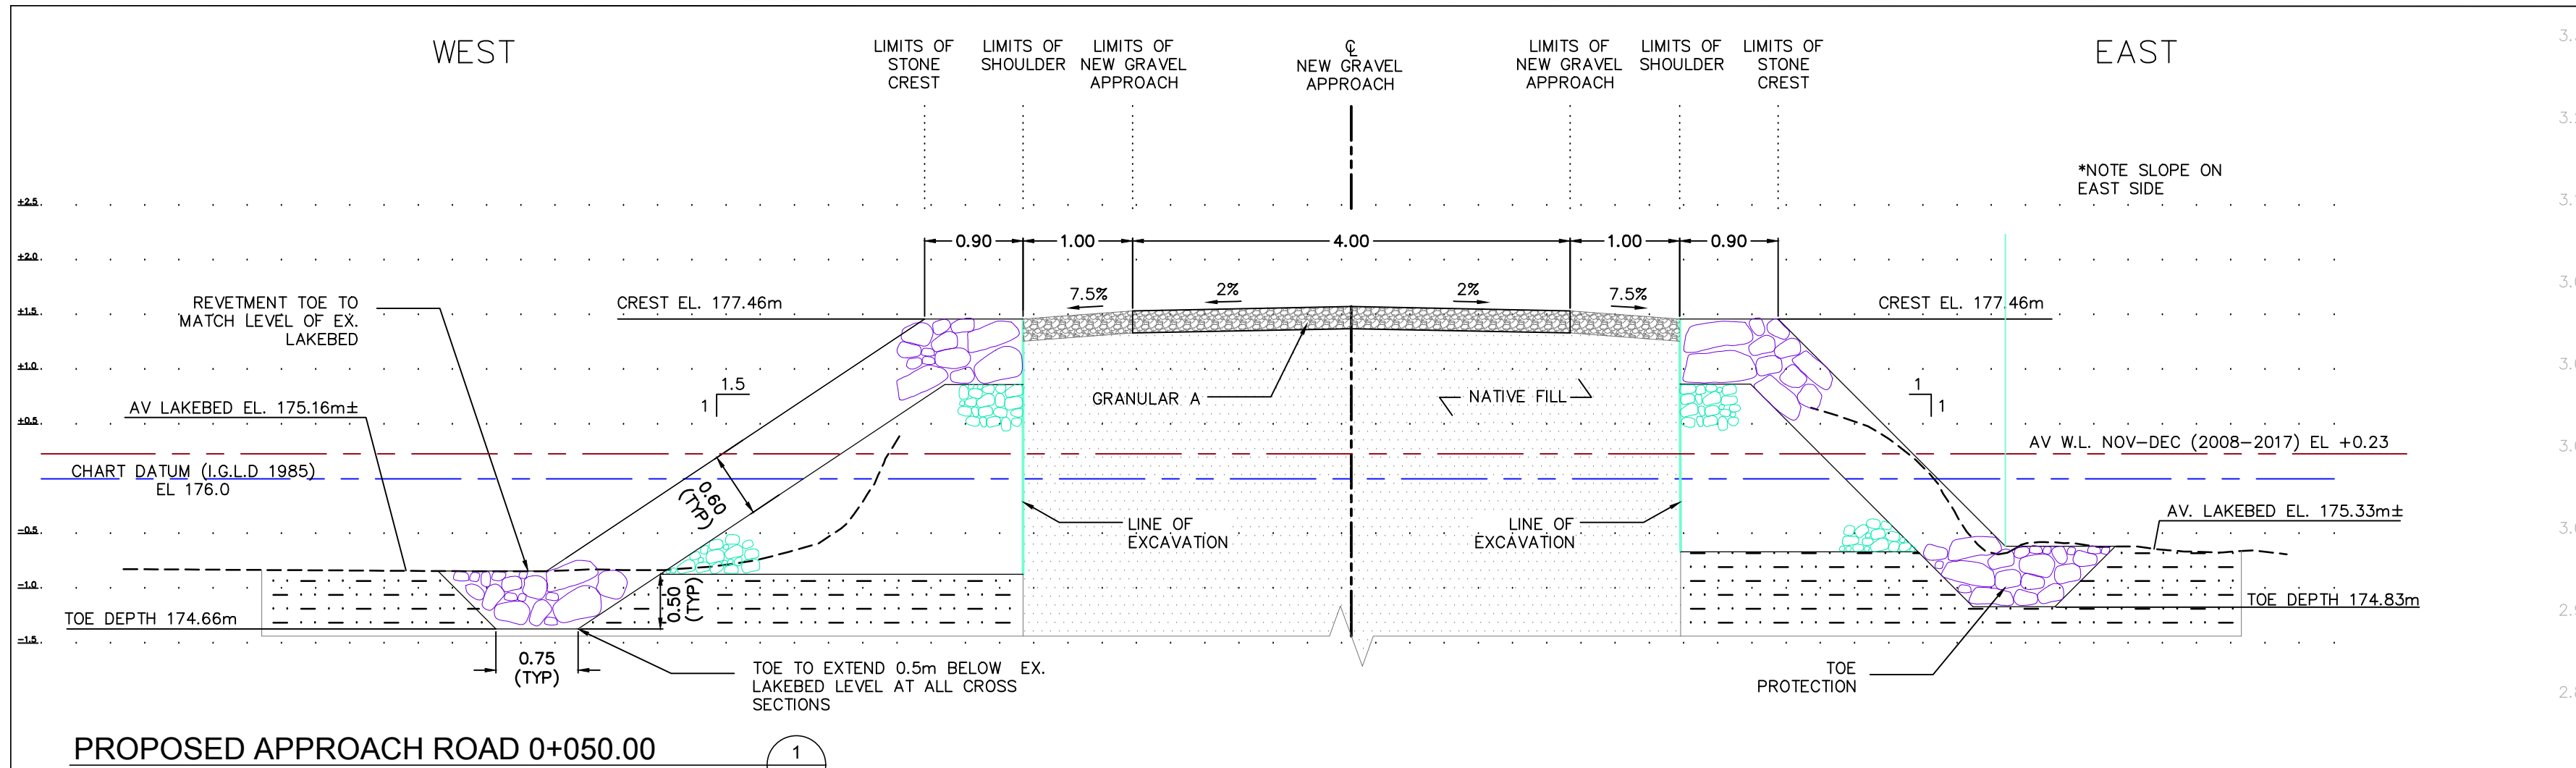 WEST
LIMITS OF
STONE
CREST
LIMITS OF
SHOULDER
LIMITS OF
NEW GRAVEL
APPROACH
℄
NEW GRAVEL
APPROACH
LIMITS OF
NEW GRAVEL
APPROACH
LIMITS OF
SHOULDER
LIMITS OF
STONE
CREST
EAST
*NOTE SLOPE ON
EAST SIDE
+2.5
+2.0
+1.5
+1.0
+0.5
-0.5
-1.0
-1.5
0.90
1.00
4.00
1.00
0.90
7.5%
2%
2%
7.5%
REVETMENT TOE TO
MATCH LEVEL OF EX.
LAKEBED
CREST EL. 177.46m
CREST EL. 177.46m
1.5
1
1
1
AV LAKEBED EL. 175.16m±
GRANULAR A
NATIVE FILL
AV W.L. NOV-DEC (2008-2017) EL +0.23
CHART DATUM (I.G.L.D 1985)
EL 176.0
0.60
(TYP)
LINE OF
EXCAVATION
LINE OF
EXCAVATION
AV. LAKEBED EL. 175.33m±
0.50
(TYP)
TOE DEPTH 174.66m
TOE DEPTH 174.83m
0.75
(TYP)
TOE TO EXTEND 0.5m BELOW EX.
LAKEBED LEVEL AT ALL CROSS
SECTIONS
TOE
PROTECTION
PROPOSED APPROACH ROAD 0+050.00
1